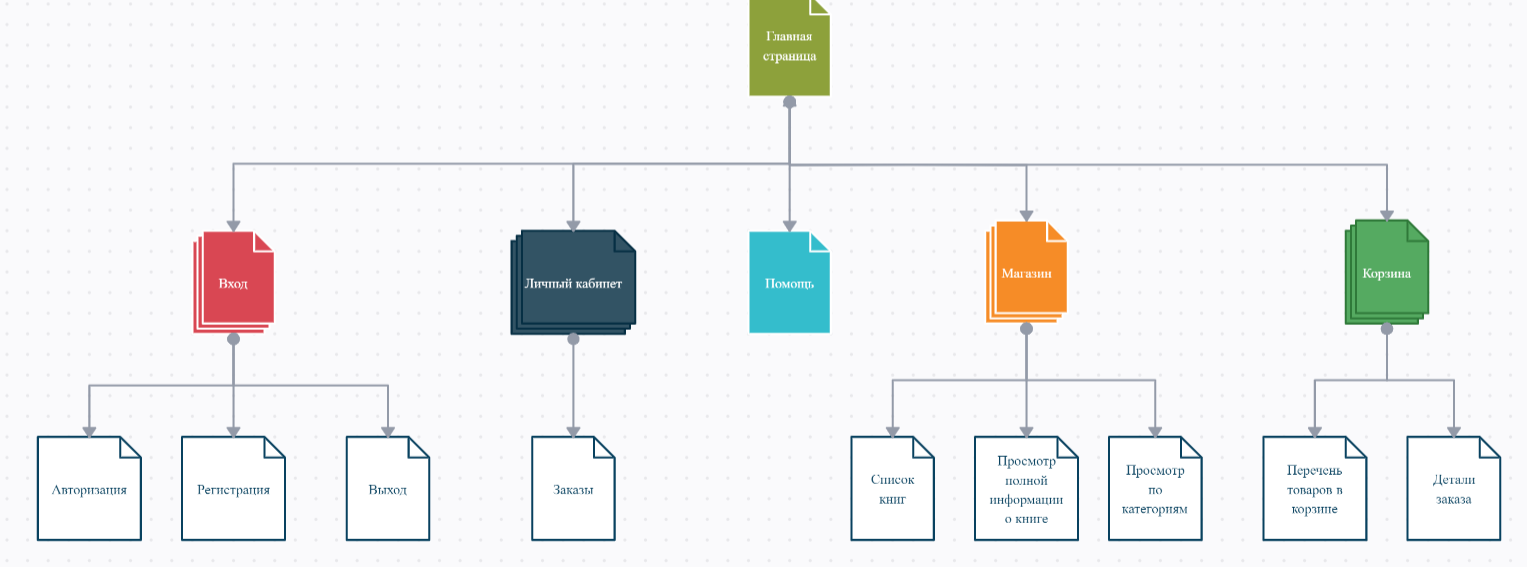 Главная
страница
Вход
Личный кабинет
Помощь
Магазин
Корзина
Авторизация
Регистрация
Выход
Заказы
Список
книг
Просмотр
полной
информации
о книге
Просмотр
по
категориям
Перечень
товаров в
корзине
Детали
заказа